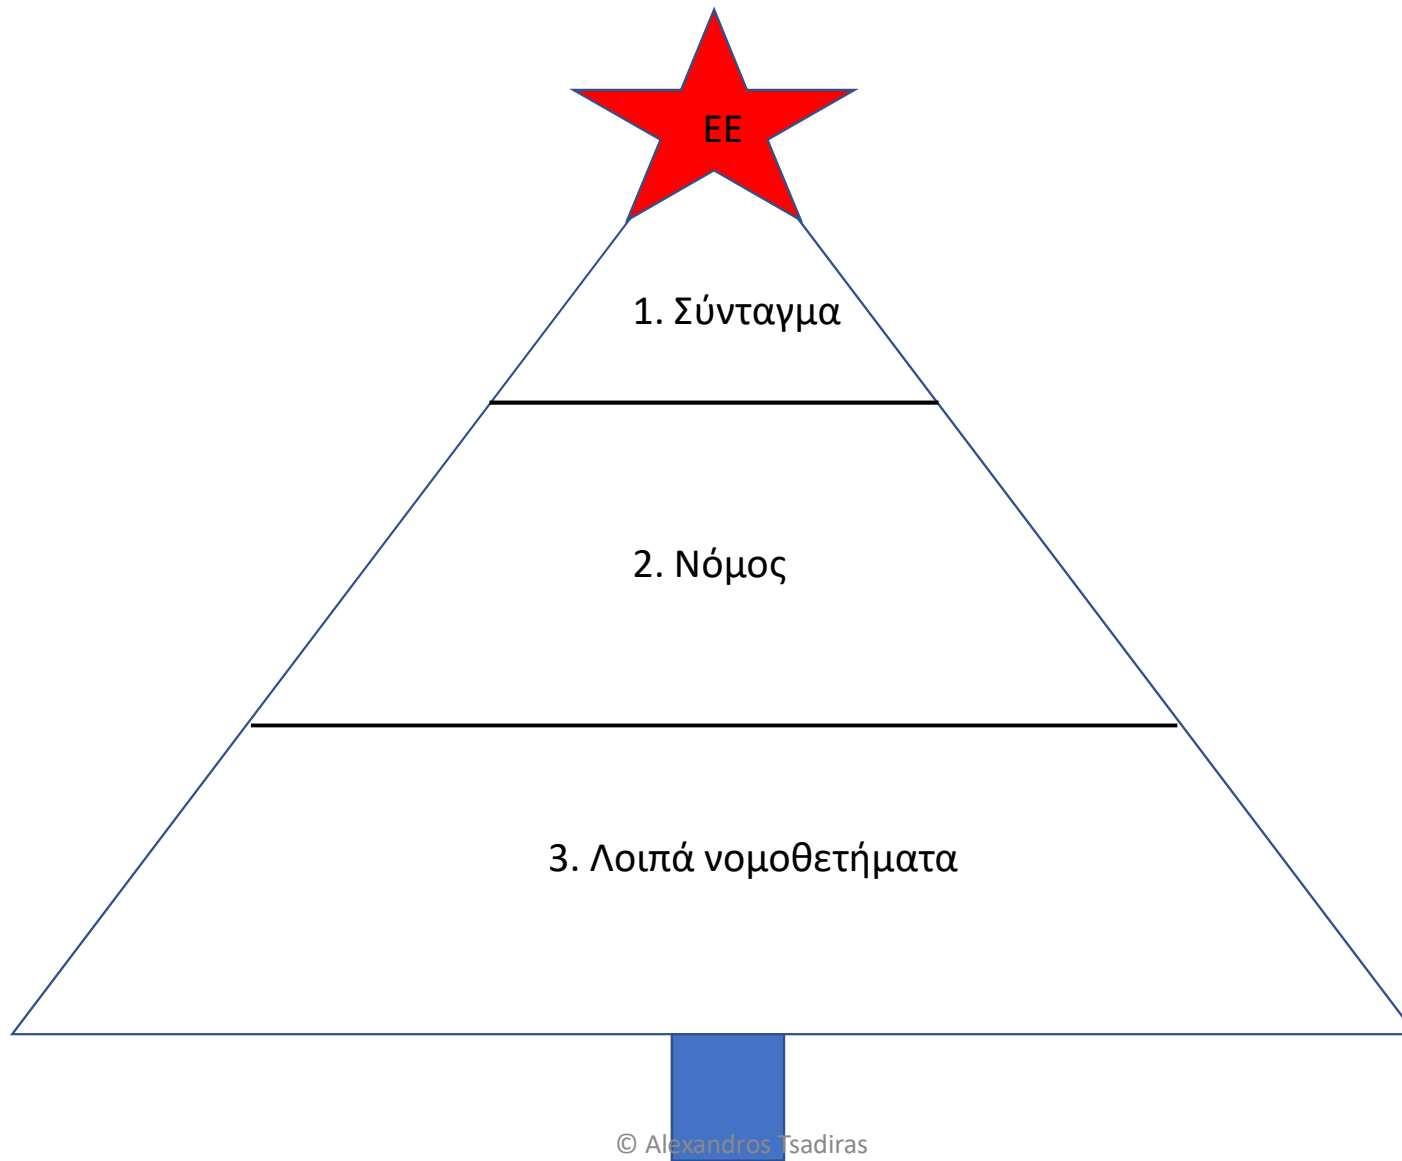 ΕΕ
1. Σύνταγμα
2. Νόμος
3. Λοιπά νομοθετήματα
© Alexandros Tsadiras